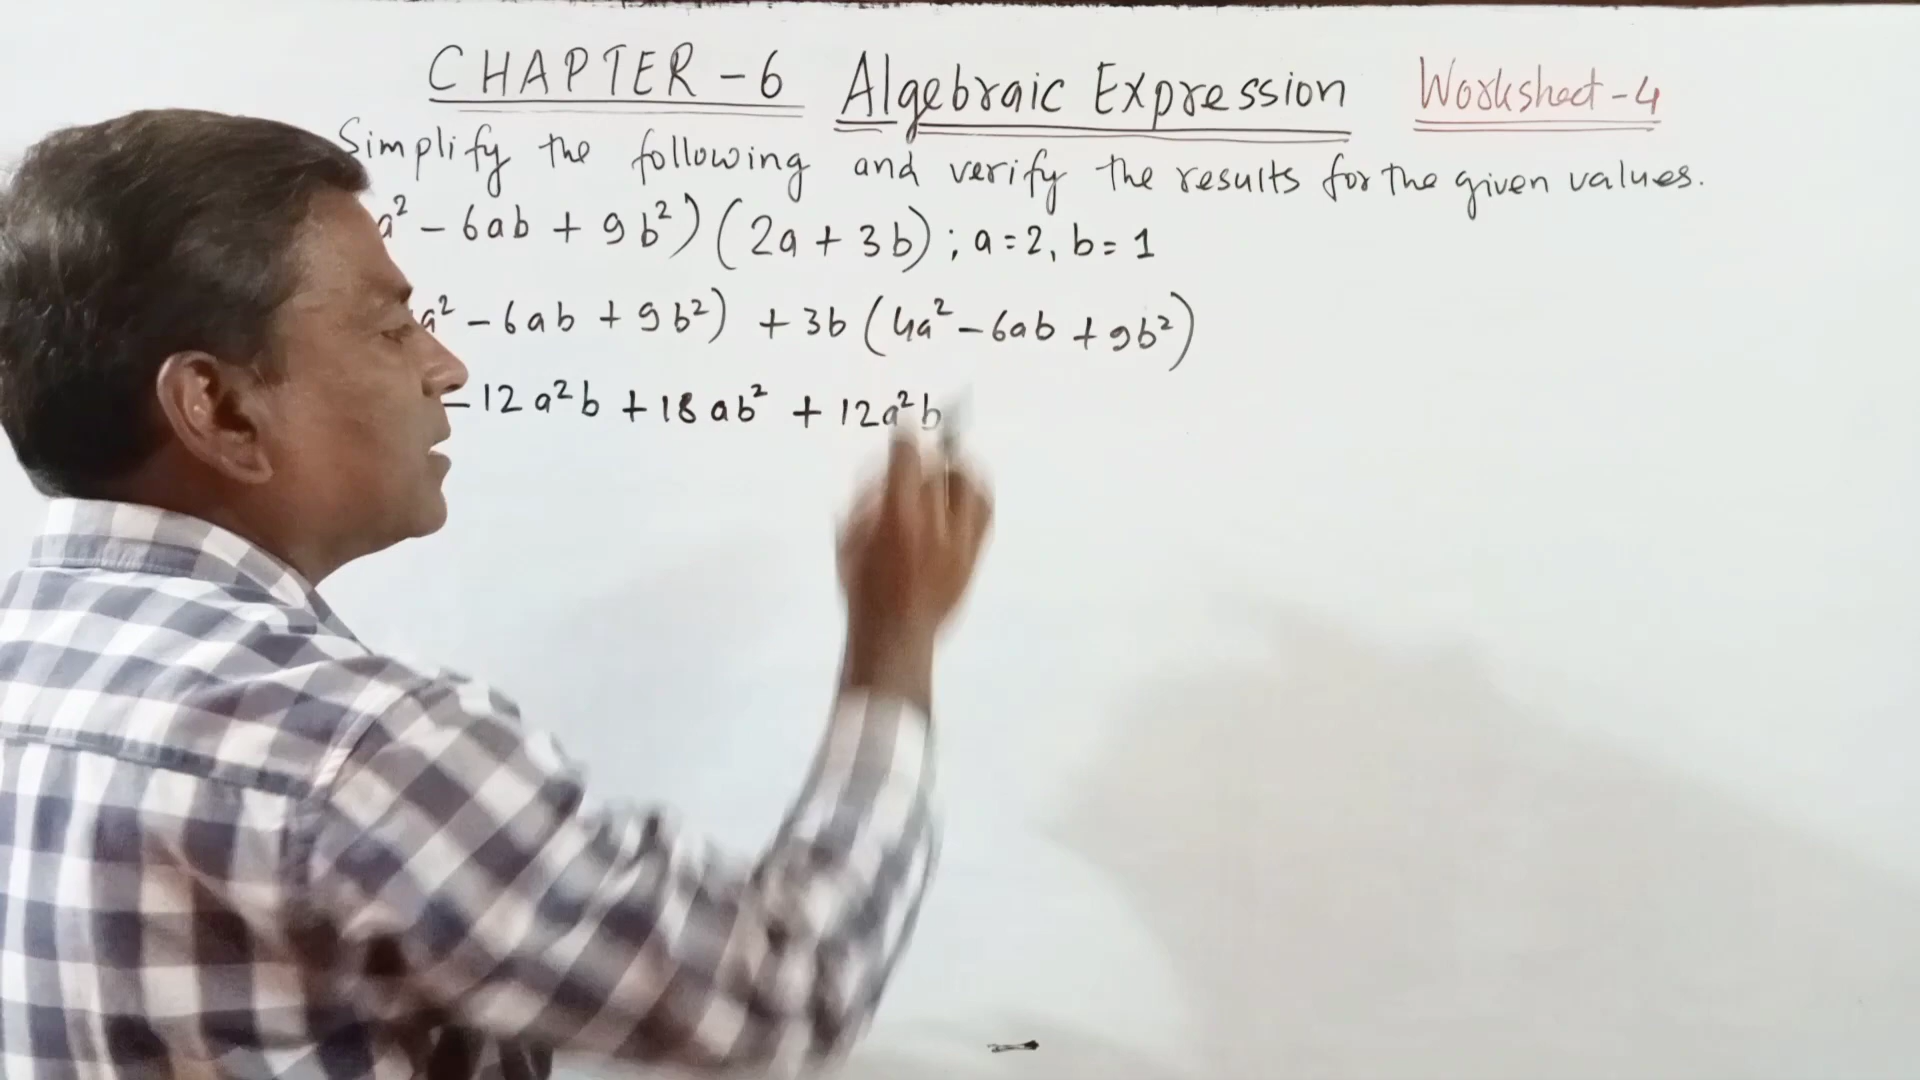 CHAPTER-6 Algebraic Expression Worksheet-4
Simplify the following and verify the results for the given values.
a² - 6ab + 9b²) (2a + 3b) ; a = 2, b = 1
a² - 6ab + 9b²) + 3b (4a² - 6ab + 9b²)
- 12a²b + 18ab² + 12a²b